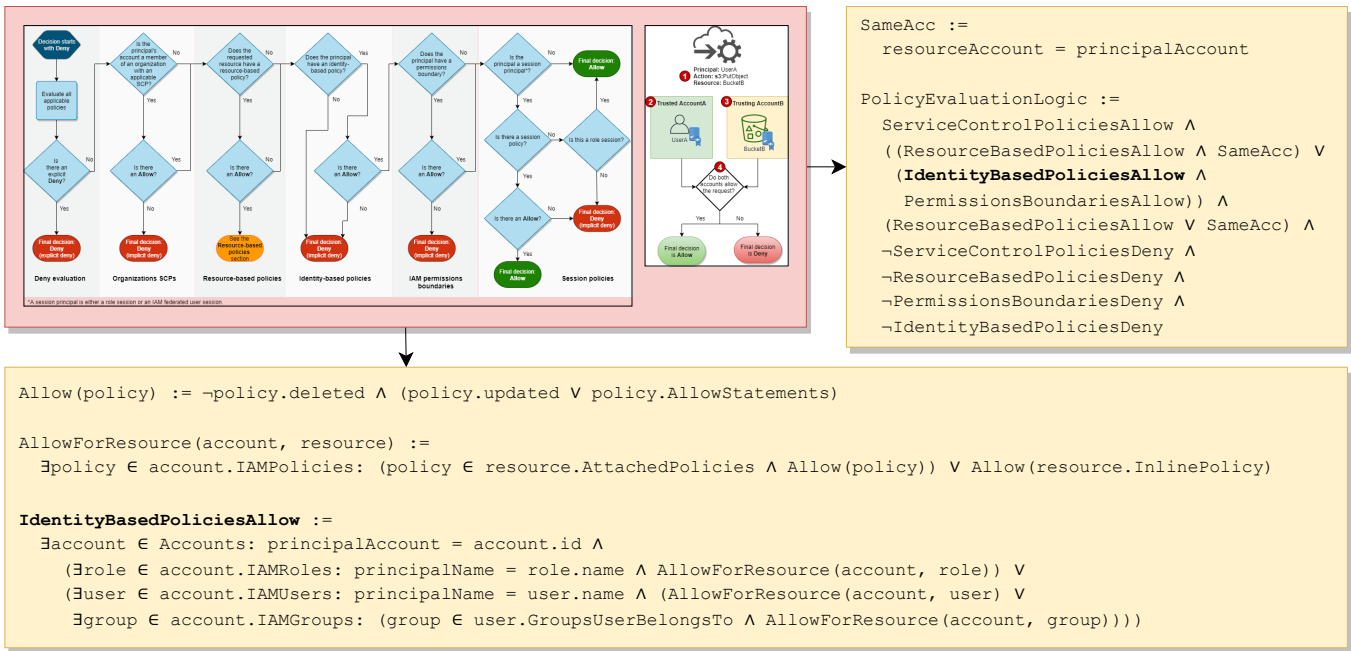 Decision starts
with Deny
Evaluate all
applicable
policies
Is
there an
explicit
Deny?
No
Yes
Final decision:
Deny
(explicit deny)
Deny evaluation
Is the
principal's
account a member
of an organization
with an
applicable
SCP?
No
Yes
Is there
an Allow?
Yes
No
Final decision:
Deny
(implicit deny)
Organizations SCPs
Does the
requested
resource have a
resource-based
policy?
No
Yes
Is there
an Allow?
No
Yes
See the
Resource-based
policies
section
Resource-based policies
Does the principal
have an identity-
based policy?
Yes
No
Is there
an Allow?
Yes
No
Final decision:
Deny
(implicit deny)
Identity-based policies
Does the
principal have a
permissions
boundary?
No
Yes
Is there
an Allow?
Yes
No
Final decision:
Deny
(implicit deny)
IAM permissions
boundaries
Is the
principal a session
principal*?
No
Yes
Final decision:
Allow
Is there a session
policy?
No
Yes
Is this a role session?
Yes
No
Is there an Allow?
No
Yes
Final decision:
Deny
(implicit deny)
Final decision:
Allow
Session policies
*A session principal is either a role session or an IAM federated user session.
Principal: UserA
1 Action: s3:PutObject
Resource: BucketB
2 Trusted AccountA
UserA
3 Trusting AccountB
BucketB
4
Do both
accounts allow
the request?
Yes
No
Final decision
is Allow
Final decision
is Deny
SameAcc :=
resourceAccount = principalAccount
PolicyEvaluationLogic :=
ServiceControlPoliciesAllow ∧
((ResourceBasedPoliciesAllow ∧ SameAcc) ∨
(IdentityBasedPoliciesAllow ∧
PermissionsBoundariesAllow)) ∧
(ResourceBasedPoliciesAllow ∨ SameAcc) ∧
¬ServiceControlPoliciesDeny ∧
¬ResourceBasedPoliciesDeny ∧
¬PermissionsBoundariesDeny ∧
¬IdentityBasedPoliciesDeny
Allow(policy) := ¬policy.deleted ∧ (policy.updated ∨ policy.AllowStatements)
AllowForResource(account, resource) :=
∃policy ∈ account.IAMPolicies: (policy ∈ resource.AttachedPolicies ∧ Allow(policy)) ∨ Allow(resource.InlinePolicy)
IdentityBasedPoliciesAllow :=
∃account ∈ Accounts: principalAccount = account.id ∧
(∃role ∈ account.IAMRoles: principalName = role.name ∧ AllowForResource(account, role)) ∨
(∃user ∈ account.IAMUsers: principalName = user.name ∧ (AllowForResource(account, user) ∨
∃group ∈ account.IAMGroups: (group ∈ user.GroupsUserBelongsTo ∧ AllowForResource(account, group))))